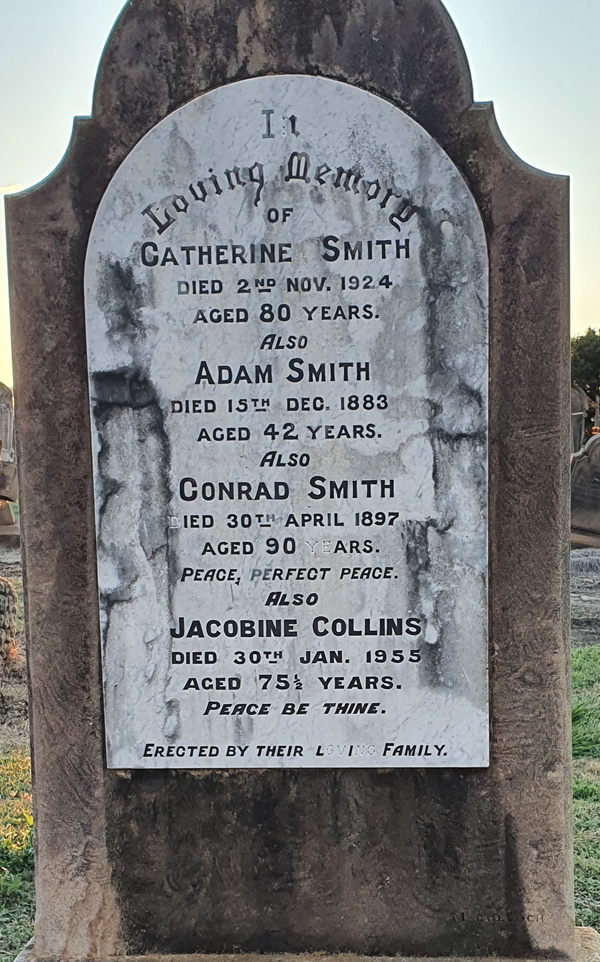 In
Loving Memory
OF
CATHERINE SMITH
DIED 2ND NOV. 1924
AGED 80 YEARS.
ALSO
ADAM SMITH
DIED 15TH DEC. 1883
AGED 42 YEARS.
ALSO
CONRAD SMITH
DIED 30TH APRIL 1897
AGED 90 YEARS.
PEACE, PERFECT PEACE.
ALSO
JACOBINE COLLINS
DIED 30TH JAN. 1955
AGED 75½ YEARS.
PEACE BE THINE.
ERECTED BY THEIR LOVING FAMILY.